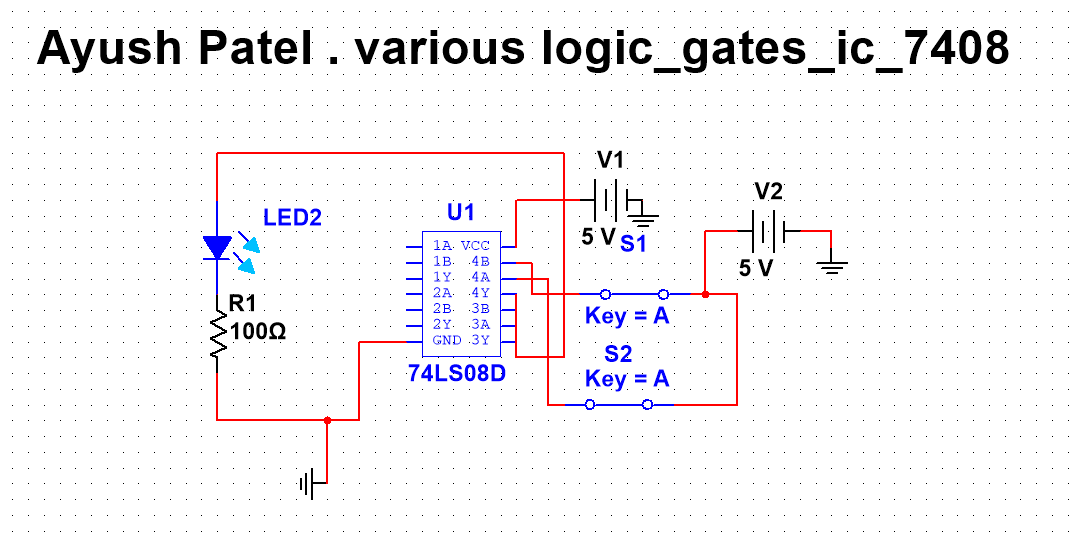 Ayush Patel . various logic_gates_ic_7408
V1
V2
LED2
U1
5 V
S1
1A VCC
1B 4B
1Y 4A
2A 4Y
2B 3B
2Y 3A
GND 3Y
5 V
R1
100Ω
Key = A
S2
74LS08D
Key = A